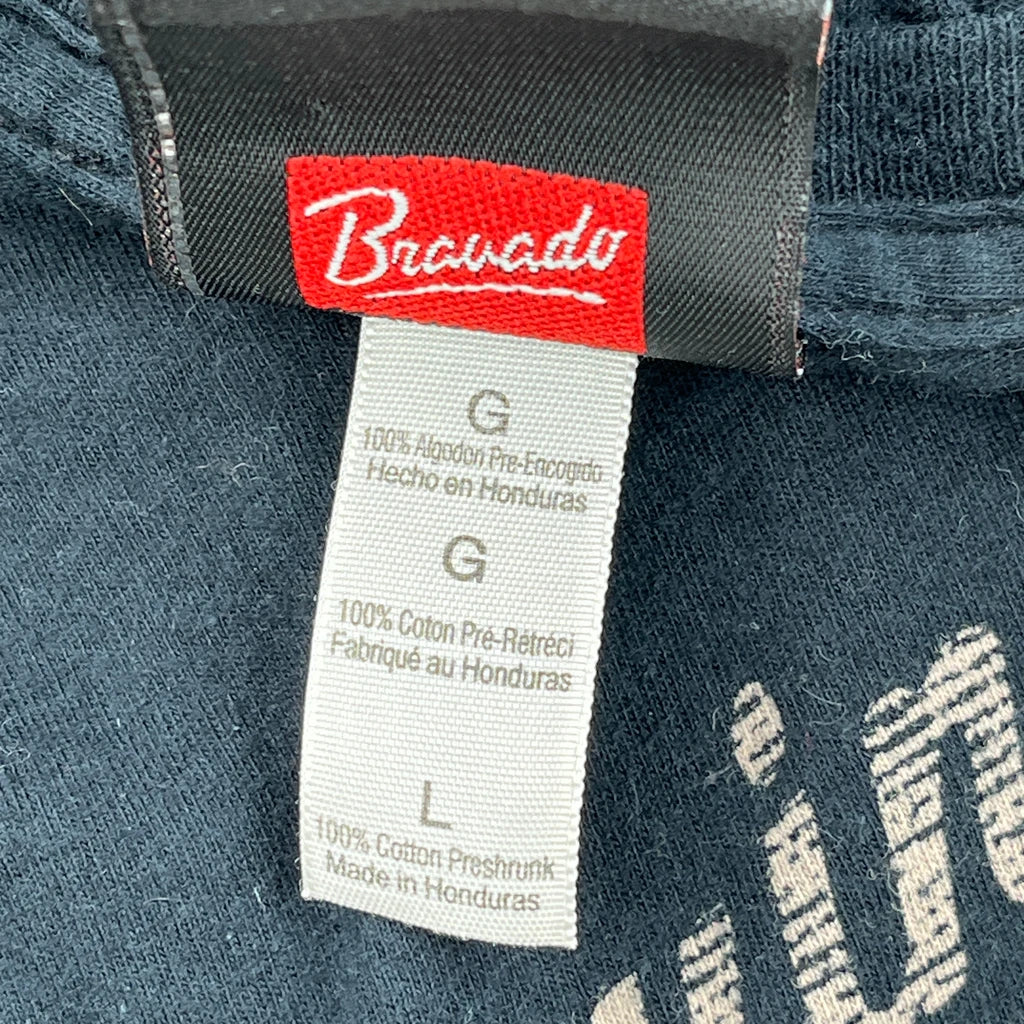 Bravado
G
100% Algodon Pre-Encogido
Hecho en Honduras
G
100% Coton Pré-Rétréci
Fabriqué au Honduras
L
100% Cotton Preshrunk
Made in Honduras